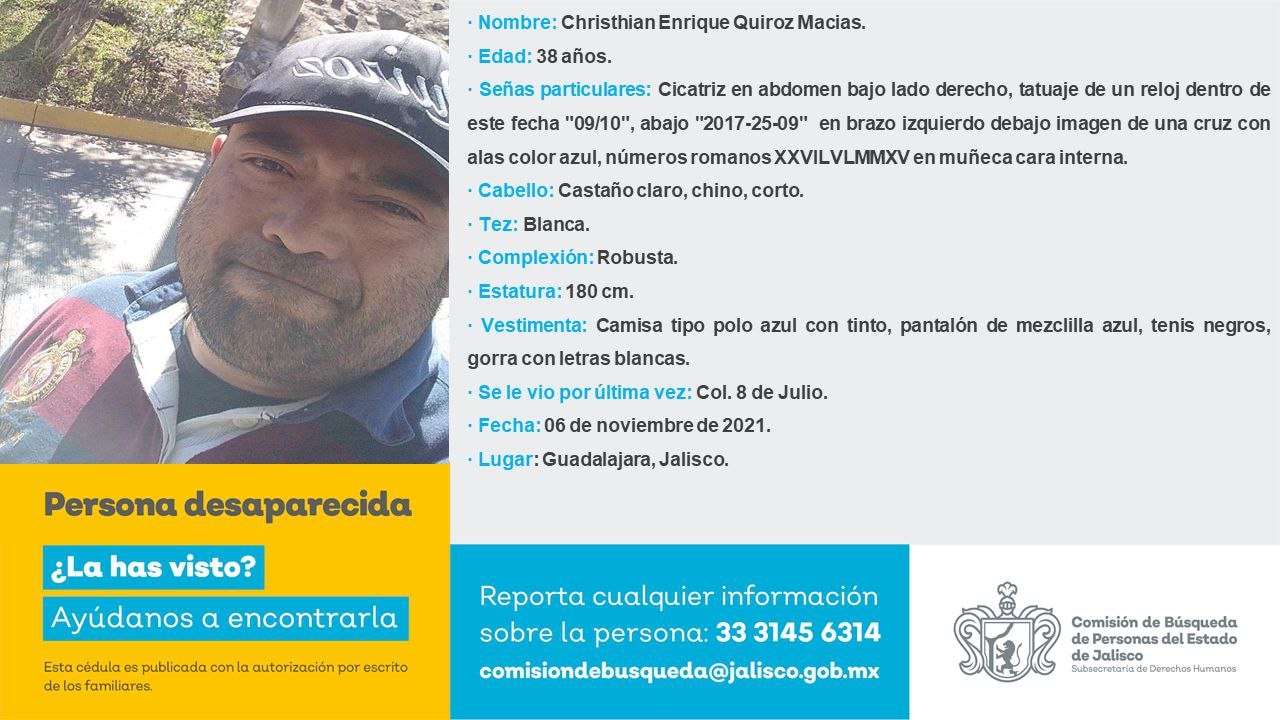 · Nombre: Christhian Enrique Quiroz Macias.
· Edad: 38 años.
· Señas particulares: Cicatriz en abdomen bajo lado derecho, tatuaje de un reloj dentro de
este fecha "09/10", abajo "2017-25-09" en brazo izquierdo debajo imagen de una cruz con
alas color azul, números romanos XXVILVLMMXV en muñeca cara interna.
· Cabello: Castaño claro, chino, corto.
· Tez: Blanca.
· Complexión: Robusta.
· Estatura: 180 cm.
· Vestimenta: Camisa tipo polo azul con tinto, pantalón de mezclilla azul, tenis negros,
gorra con letras blancas.
· Se le vio por última vez: Col. 8 de Julio.
· Fecha: 06 de noviembre de 2021.
· Lugar: Guadalajara, Jalisco.
Persona desaparecida
¿La has visto?
Ayúdanos a encontrarla
Esta cédula es publicada con la autorización por escrito
de los familiares.
Reporta cualquier información
sobre la persona: 33 3145 6314
comisiondebusqueda@jalisco.gob.mx
Comisión de Búsqueda
de Personas del Estado
de Jalisco
Subsecretaría de Derechos Humanos